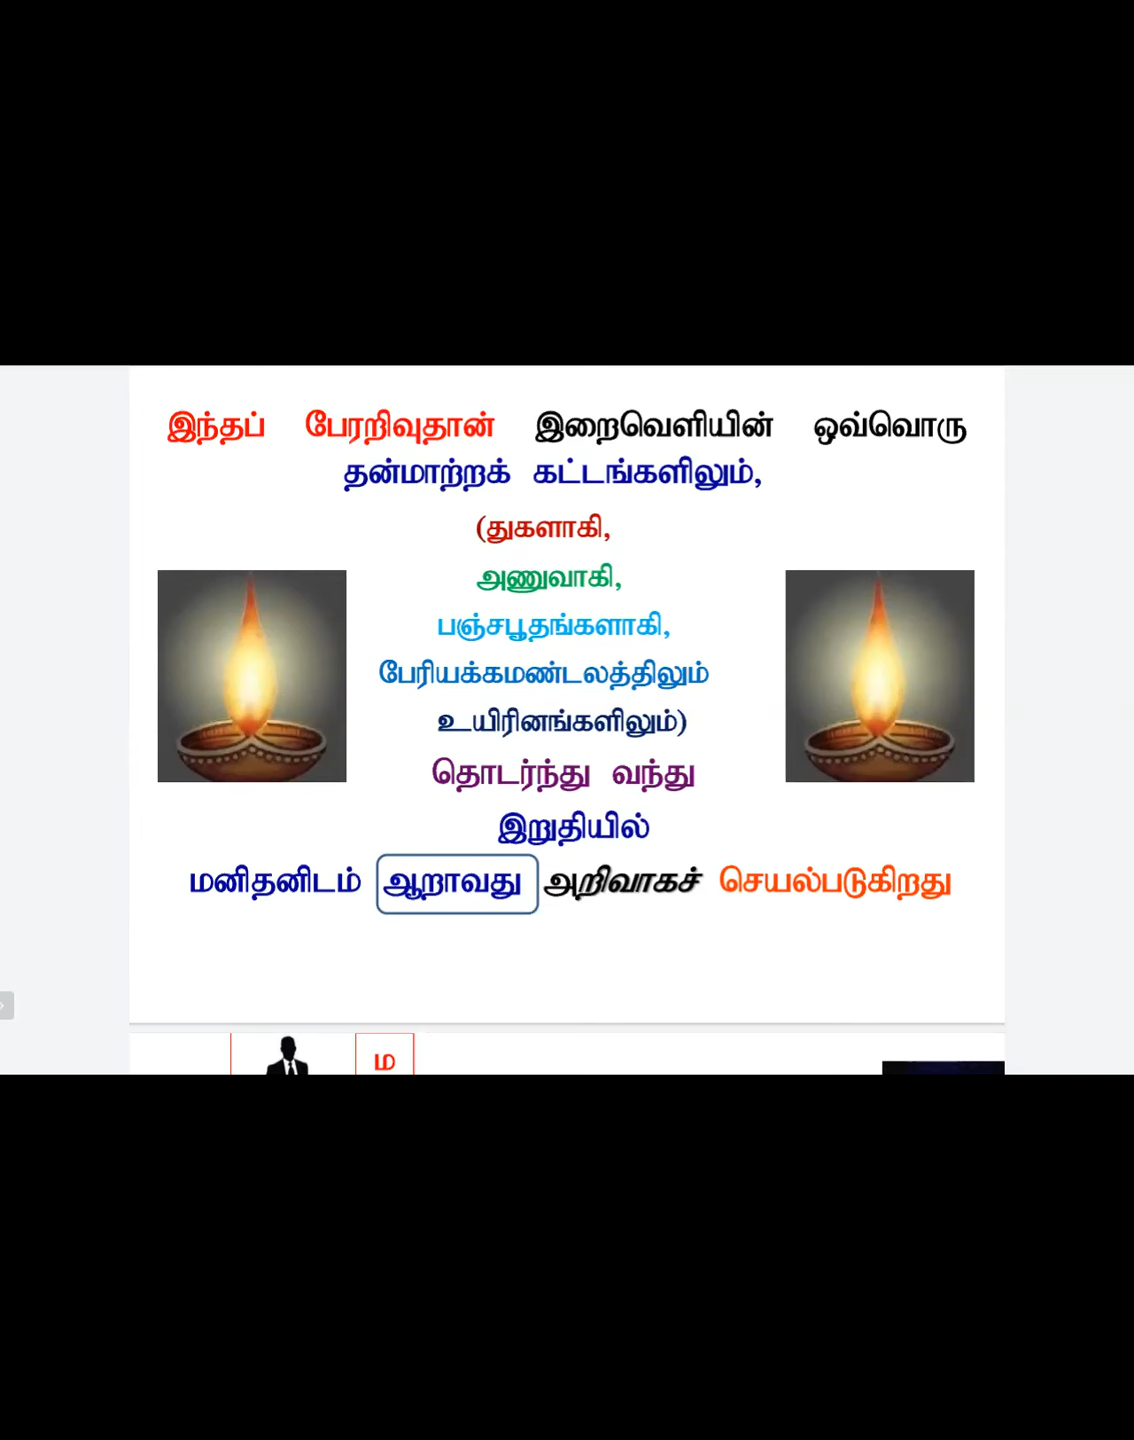 இந்தப் பேரறிவுதான் இறைவெளியின் ஒவ்வொரு
தன்மாற்றக் கட்டங்களிலும்,
(துகளாகி,
அணுவாகி,
பஞ்சபூதங்களாகி,
பேரியக்கமண்டலத்திலும்
உயிரினங்களிலும்)
தொடர்ந்து வந்து
இறுதியில்
மனிதனிடம் ஆறாவது அறிவாகச் செயல்படுகிறது
ம